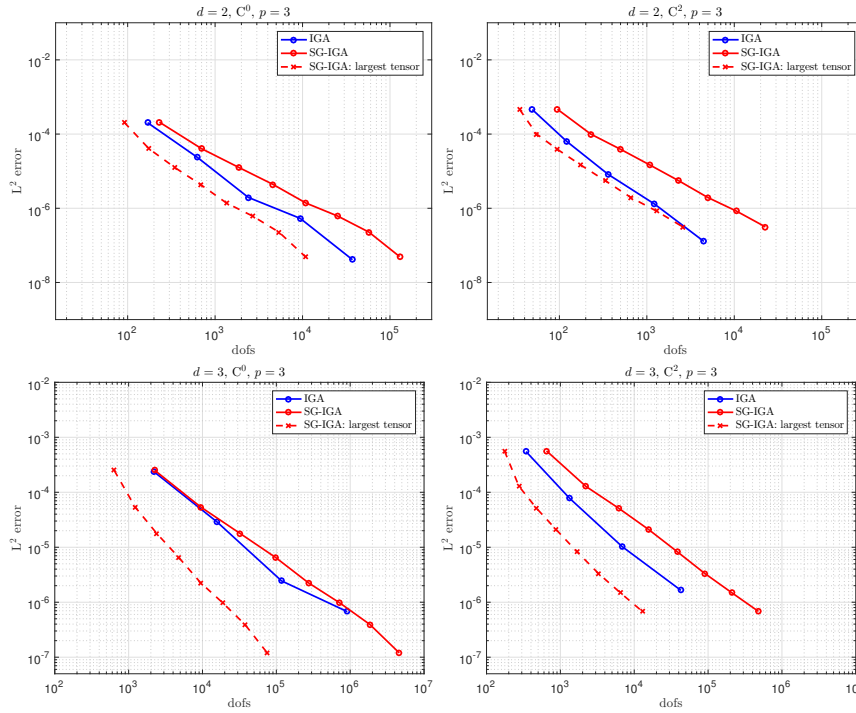 d = 2, C⁰, p = 3
IGA
SG-IGA
SG-IGA: largest tensor
10⁻²
10⁻⁴
10⁻⁶
10⁻⁸
L² error
10² 10³ 10⁴ 10⁵
dofs
d = 2, C², p = 3
IGA
SG-IGA
SG-IGA: largest tensor
10⁻²
10⁻⁴
10⁻⁶
10⁻⁸
L² error
10² 10³ 10⁴ 10⁵
dofs
d = 3, C⁰, p = 3
IGA
SG-IGA
SG-IGA: largest tensor
10⁻²
10⁻³
10⁻⁴
10⁻⁵
10⁻⁶
10⁻⁷
L² error
10² 10³ 10⁴ 10⁵ 10⁶ 10⁷
dofs
d = 3, C², p = 3
IGA
SG-IGA
SG-IGA: largest tensor
10⁻²
10⁻³
10⁻⁴
10⁻⁵
10⁻⁶
10⁻⁷
L² error
10² 10³ 10⁴ 10⁵ 10⁶ 10
dofs